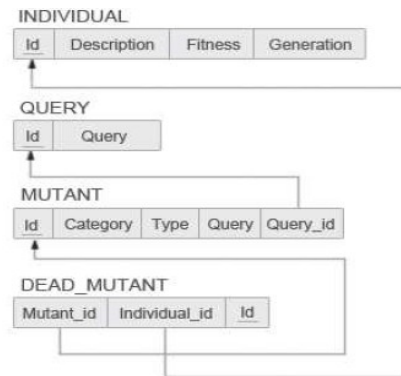 INDIVIDUAL
Id Description Fitness Generation
QUERY
Id Query
MUTANT
Id Category Type Query Query_id
DEAD_MUTANT
Mutant_id Individual_id Id